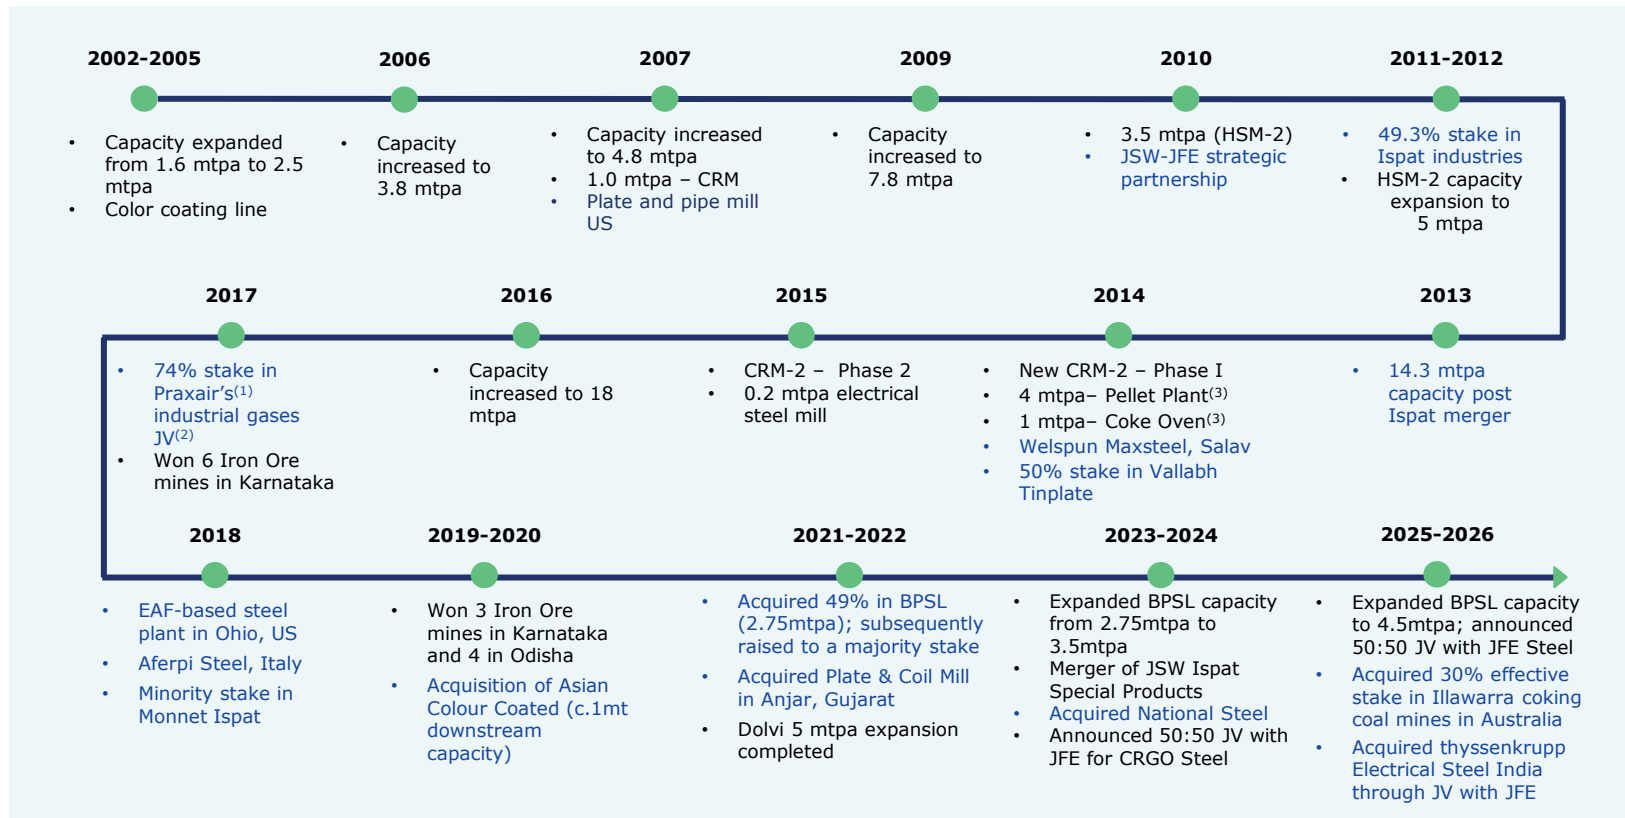 2002-2005
• Capacity expanded
from 1.6 mtpa to 2.5
mtpa
• Color coating line
2006
• Capacity
increased to
3.8 mtpa
2007
• Capacity increased
to 4.8 mtpa
• 1.0 mtpa – CRM
• Plate and pipe mill
US
2009
• Capacity
increased to
7.8 mtpa
2010
• 3.5 mtpa (HSM-2)
• JSW-JFE strategic
partnership
2011-2012
• 49.3% stake in
Ispat industries
• HSM-2 capacity
expansion to
5 mtpa
2013
• 14.3 mtpa
capacity post
Ispat merger
2014
• New CRM-2 – Phase I
• 4 mtpa– Pellet Plant(3)
• 1 mtpa– Coke Oven(3)
• Welspun Maxsteel, Salav
• 50% stake in Vallabh
Tinplate
2015
• CRM-2 – Phase 2
• 0.2 mtpa electrical
steel mill
2016
• Capacity
increased to 18
mtpa
2017
• 74% stake in
Praxair's(1)
industrial gases
JV(2)
• Won 6 Iron Ore
mines in Karnataka
2018
• EAF-based steel
plant in Ohio, US
• Aferpi Steel, Italy
• Minority stake in
Monnet Ispat
2019-2020
• Won 3 Iron Ore
mines in Karnataka
and 4 in Odisha
• Acquisition of Asian
Colour Coated (c.1mt
downstream
capacity)
2021-2022
• Acquired 49% in BPSL
(2.75mtpa); subsequently
raised to a majority stake
• Acquired Plate & Coil Mill
in Anjar, Gujarat
• Dolvi 5 mtpa expansion
completed
2023-2024
• Expanded BPSL capacity
from 2.75mtpa to
3.5mtpa
• Merger of JSW Ispat
Special Products
• Acquired National Steel
• Announced 50:50 JV with
JFE for CRGO Steel
2025-2026
• Expanded BPSL capacity
to 4.5mtpa; announced
50:50 JV with JFE Steel
• Acquired 30% effective
stake in Illawarra coking
coal mines in Australia
• Acquired thyssenkrupp
Electrical Steel India
through JV with JFE